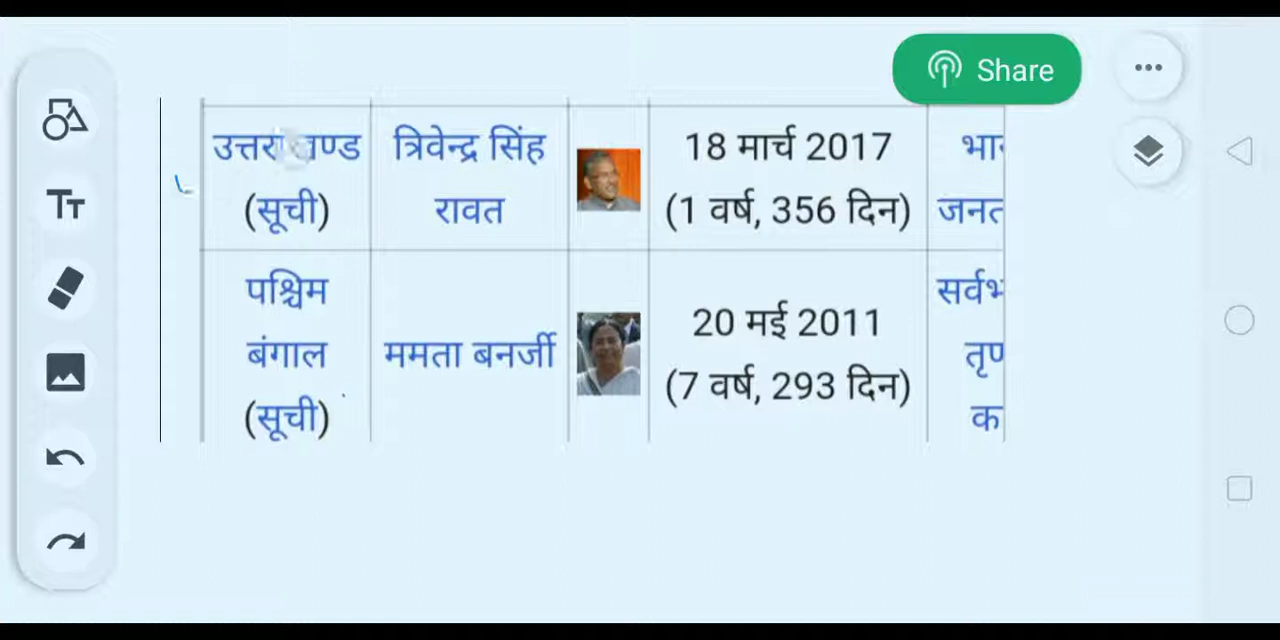 Share
उत्तराखण्ड
(सूची)
त्रिवेन्द्र सिंह
रावत
18 मार्च 2017
(1 वर्ष, 356 दिन)
जनत
पश्चिम
बंगाल
(सूची)
ममता बनर्जी
20 मई 2011
(7 वर्ष, 293 दिन)